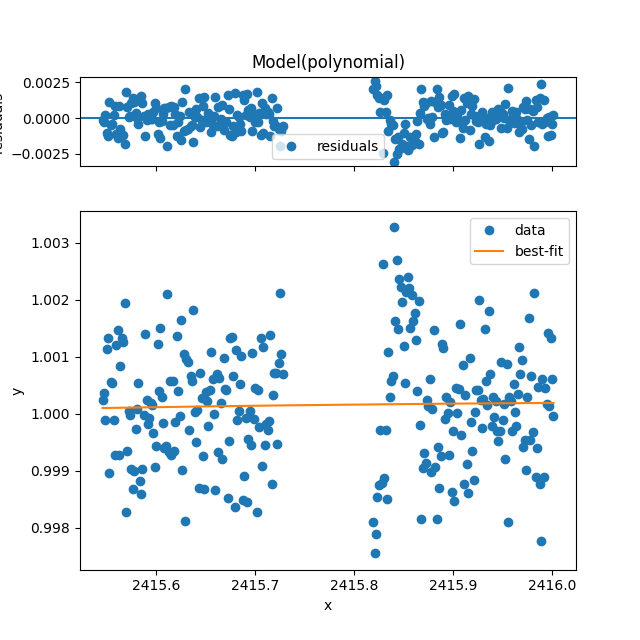 Model(polynomial)
0.0025
0.0000
−0.0025
residuals
1.003
1.002
1.001
1.000
0.999
0.998
y
data
best-fit
2415.6 2415.7 2415.8 2415.9 2416.0
x